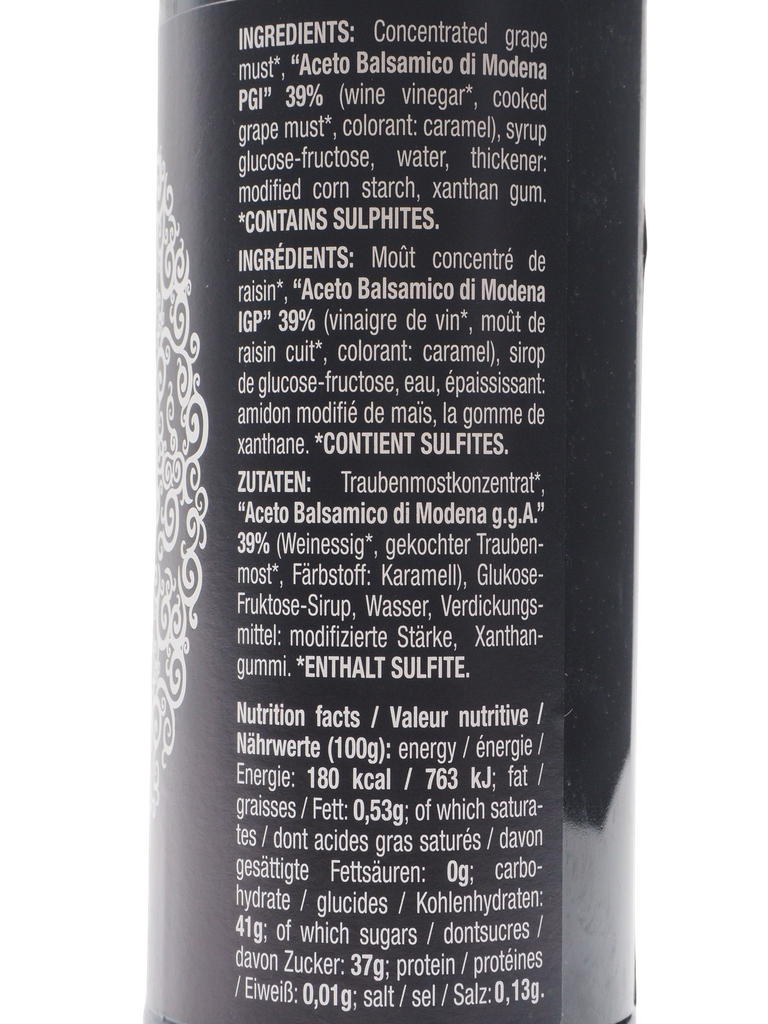 INGREDIENTS: Concentrated grape
must*, “Aceto Balsamico di Modena
PGI” 39% (wine vinegar*, cooked
grape must*, colorant: caramel), syrup
glucose-fructose, water, thickener:
modified corn starch, xanthan gum.
*CONTAINS SULPHITES.
INGRÉDIENTS: Moût concentré de
raisin*, “Aceto Balsamico di Modena
IGP” 39% (vinaigre de vin*, moût de
raisin cuit*, colorant: caramel), sirop
de glucose-fructose, eau, épaississant:
amidon modifié de maïs, la gomme de
xanthane. *CONTIENT SULFITES.
ZUTATEN: Traubenmostkonzentrat*,
“Aceto Balsamico di Modena g.g.A.”
39% (Weinessig*, gekochter Trauben-
most*, Färbstoff: Karamell), Glukose-
Fruktose-Sirup, Wasser, Verdickungs-
mittel: modifizierte Stärke, Xanthan-
gummi. *ENTHALT SULFITE.
Nutrition facts / Valeur nutritive /
Nährwerte (100g): energy / énergie /
Energie: 180 kcal / 763 kJ; fat /
graisses / Fett: 0,53g; of which satura-
tes / dont acides gras saturés / davon
gesättigte Fettsäuren: 0g; carbo-
hydrate / glucides / Kohlenhydraten:
41g; of which sugars / dontsucres /
davon Zucker: 37g; protein / protéines
/ Eiweiß: 0,01g; salt / sel / Salz: 0,13g.